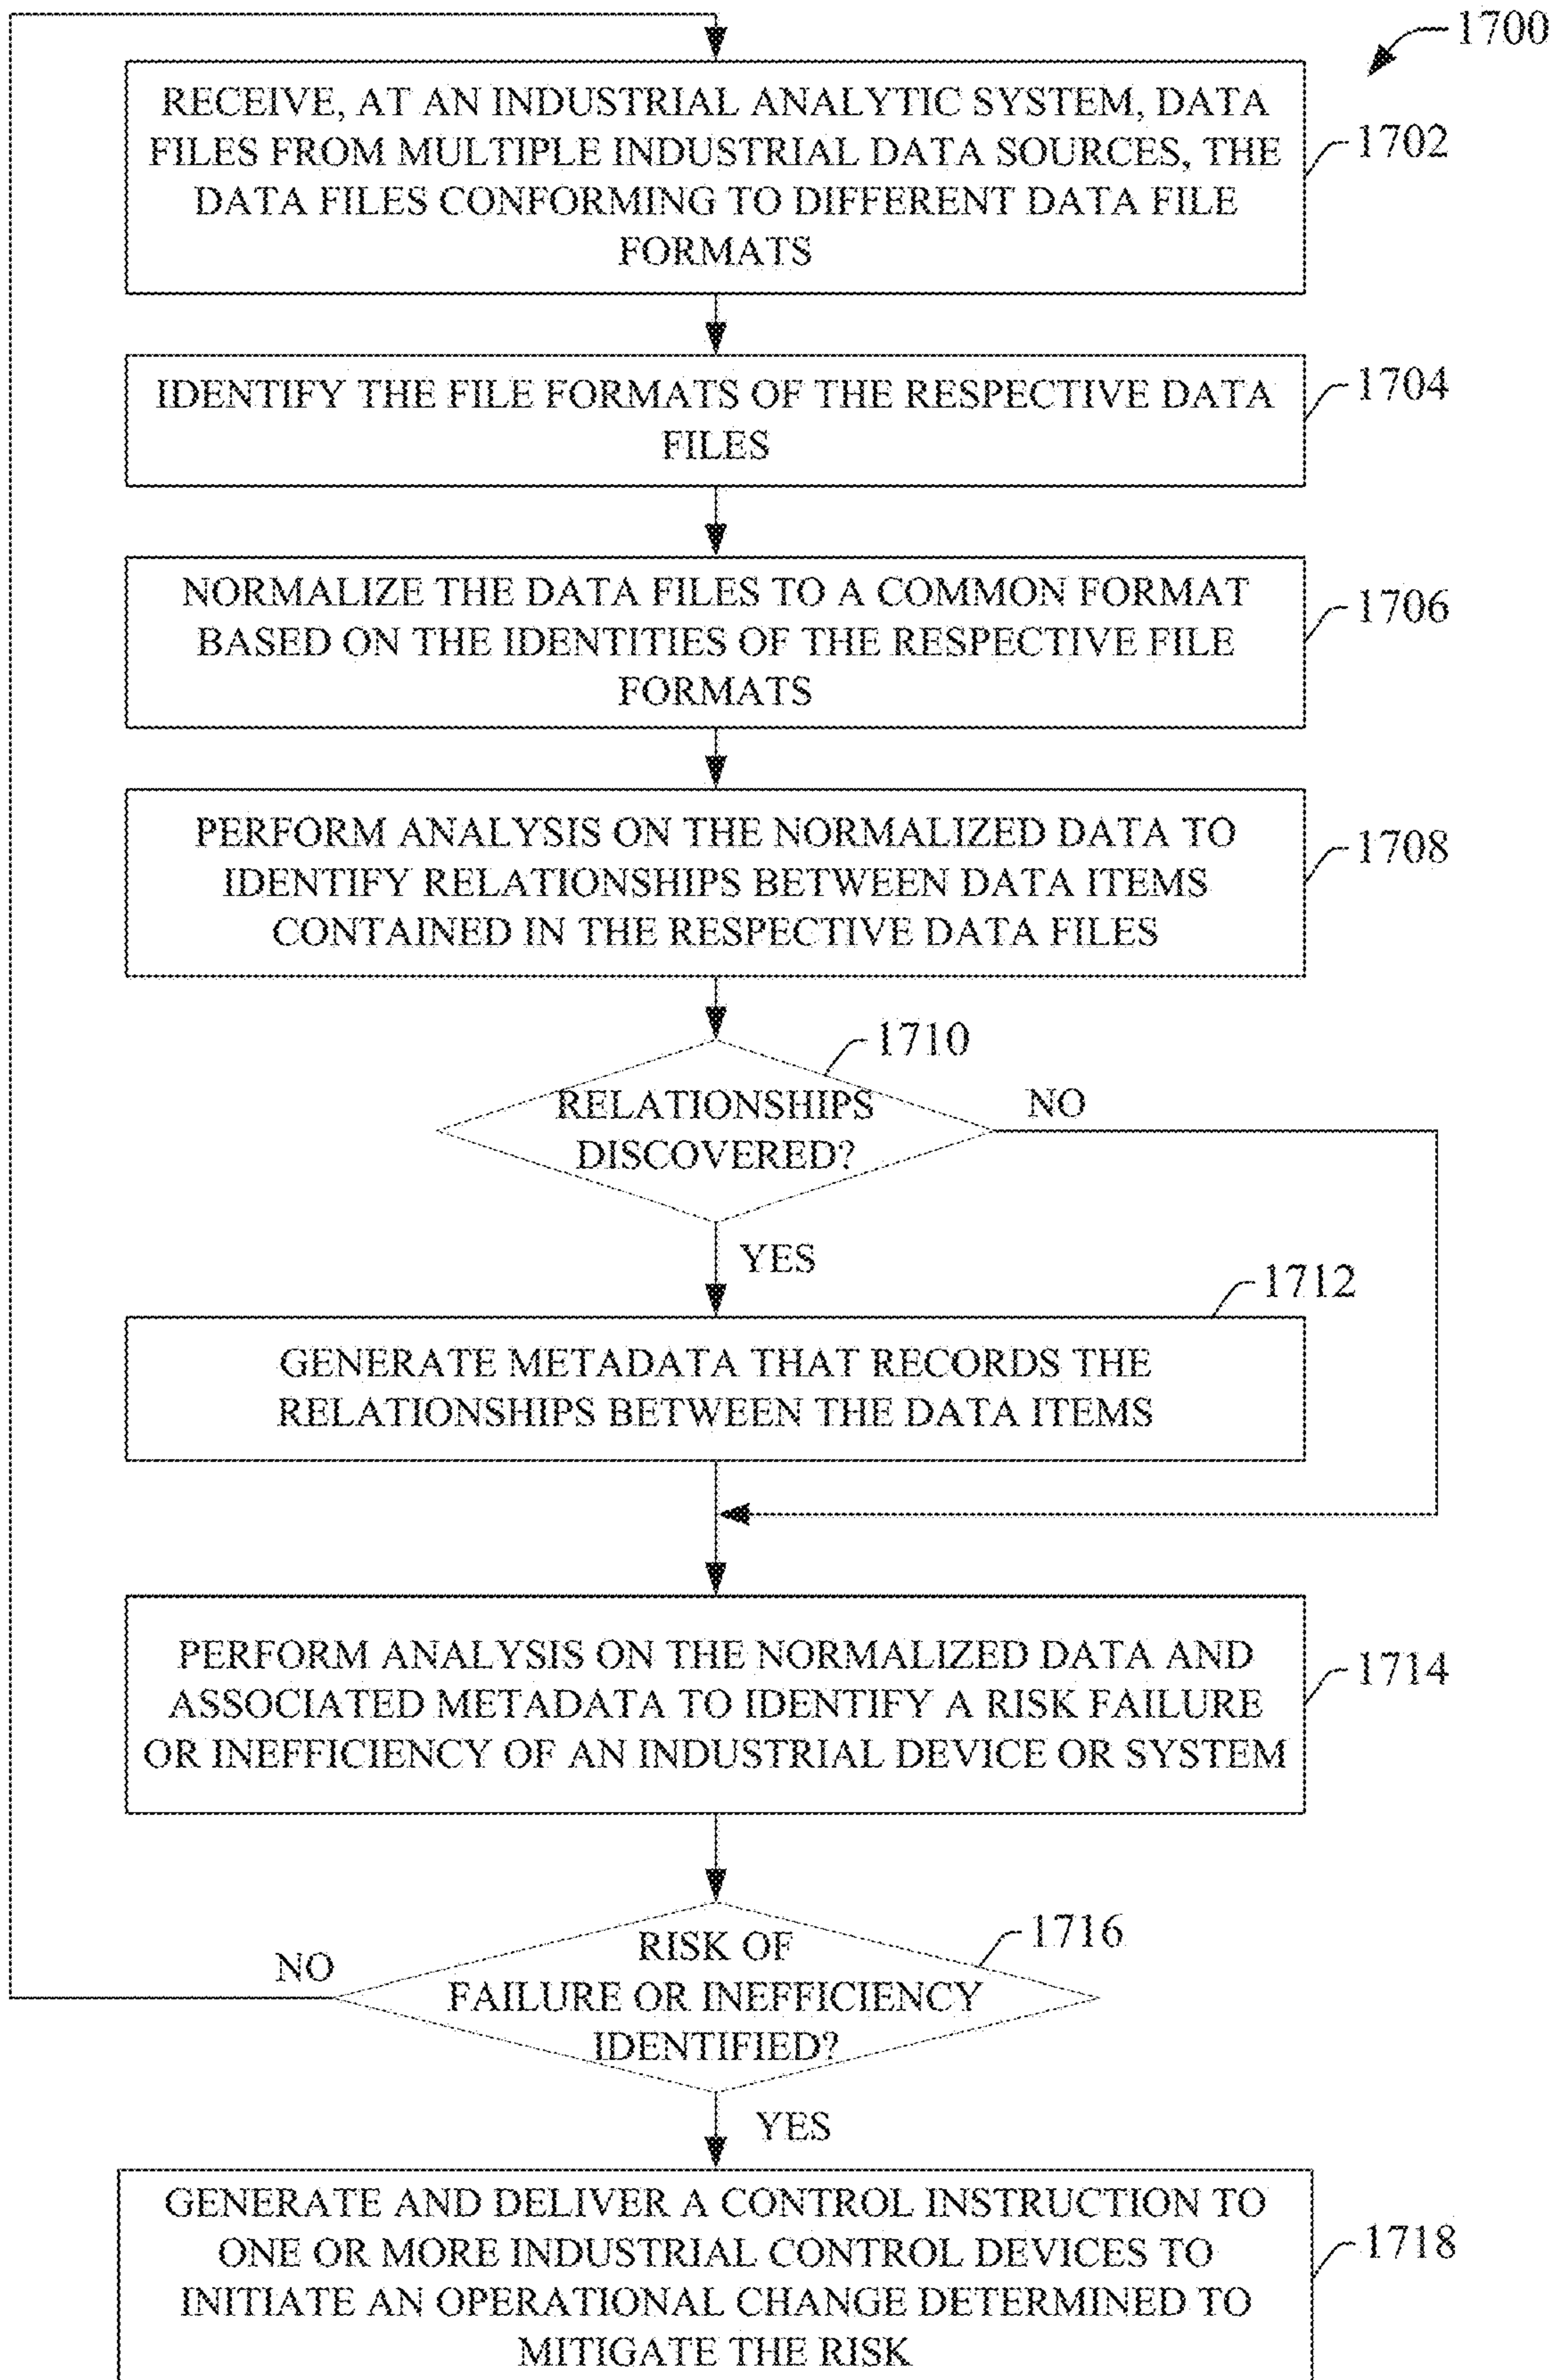 1700
RECEIVE, AT AN INDUSTRIAL ANALYTIC SYSTEM, DATA
FILES FROM MULTIPLE INDUSTRIAL DATA SOURCES, THE
DATA FILES CONFORMING TO DIFFERENT DATA FILE
FORMATS
1702
IDENTIFY THE FILE FORMATS OF THE RESPECTIVE DATA
FILES
1704
NORMALIZE THE DATA FILES TO A COMMON FORMAT
BASED ON THE IDENTITIES OF THE RESPECTIVE FILE
FORMATS
1706
PERFORM ANALYSIS ON THE NORMALIZED DATA TO
IDENTIFY RELATIONSHIPS BETWEEN DATA ITEMS
CONTAINED IN THE RESPECTIVE DATA FILES
1708
1710
RELATIONSHIPS
DISCOVERED?
NO
YES
1712
GENERATE METADATA THAT RECORDS THE
RELATIONSHIPS BETWEEN THE DATA ITEMS
PERFORM ANALYSIS ON THE NORMALIZED DATA AND
ASSOCIATED METADATA TO IDENTIFY A RISK FAILURE
OR INEFFICIENCY OF AN INDUSTRIAL DEVICE OR SYSTEM
1714
1716
RISK OF
FAILURE OR INEFFICIENCY
IDENTIFIED?
NO
YES
GENERATE AND DELIVER A CONTROL INSTRUCTION TO
ONE OR MORE INDUSTRIAL CONTROL DEVICES TO
INITIATE AN OPERATIONAL CHANGE DETERMINED TO
MITIGATE THE RISK
1718